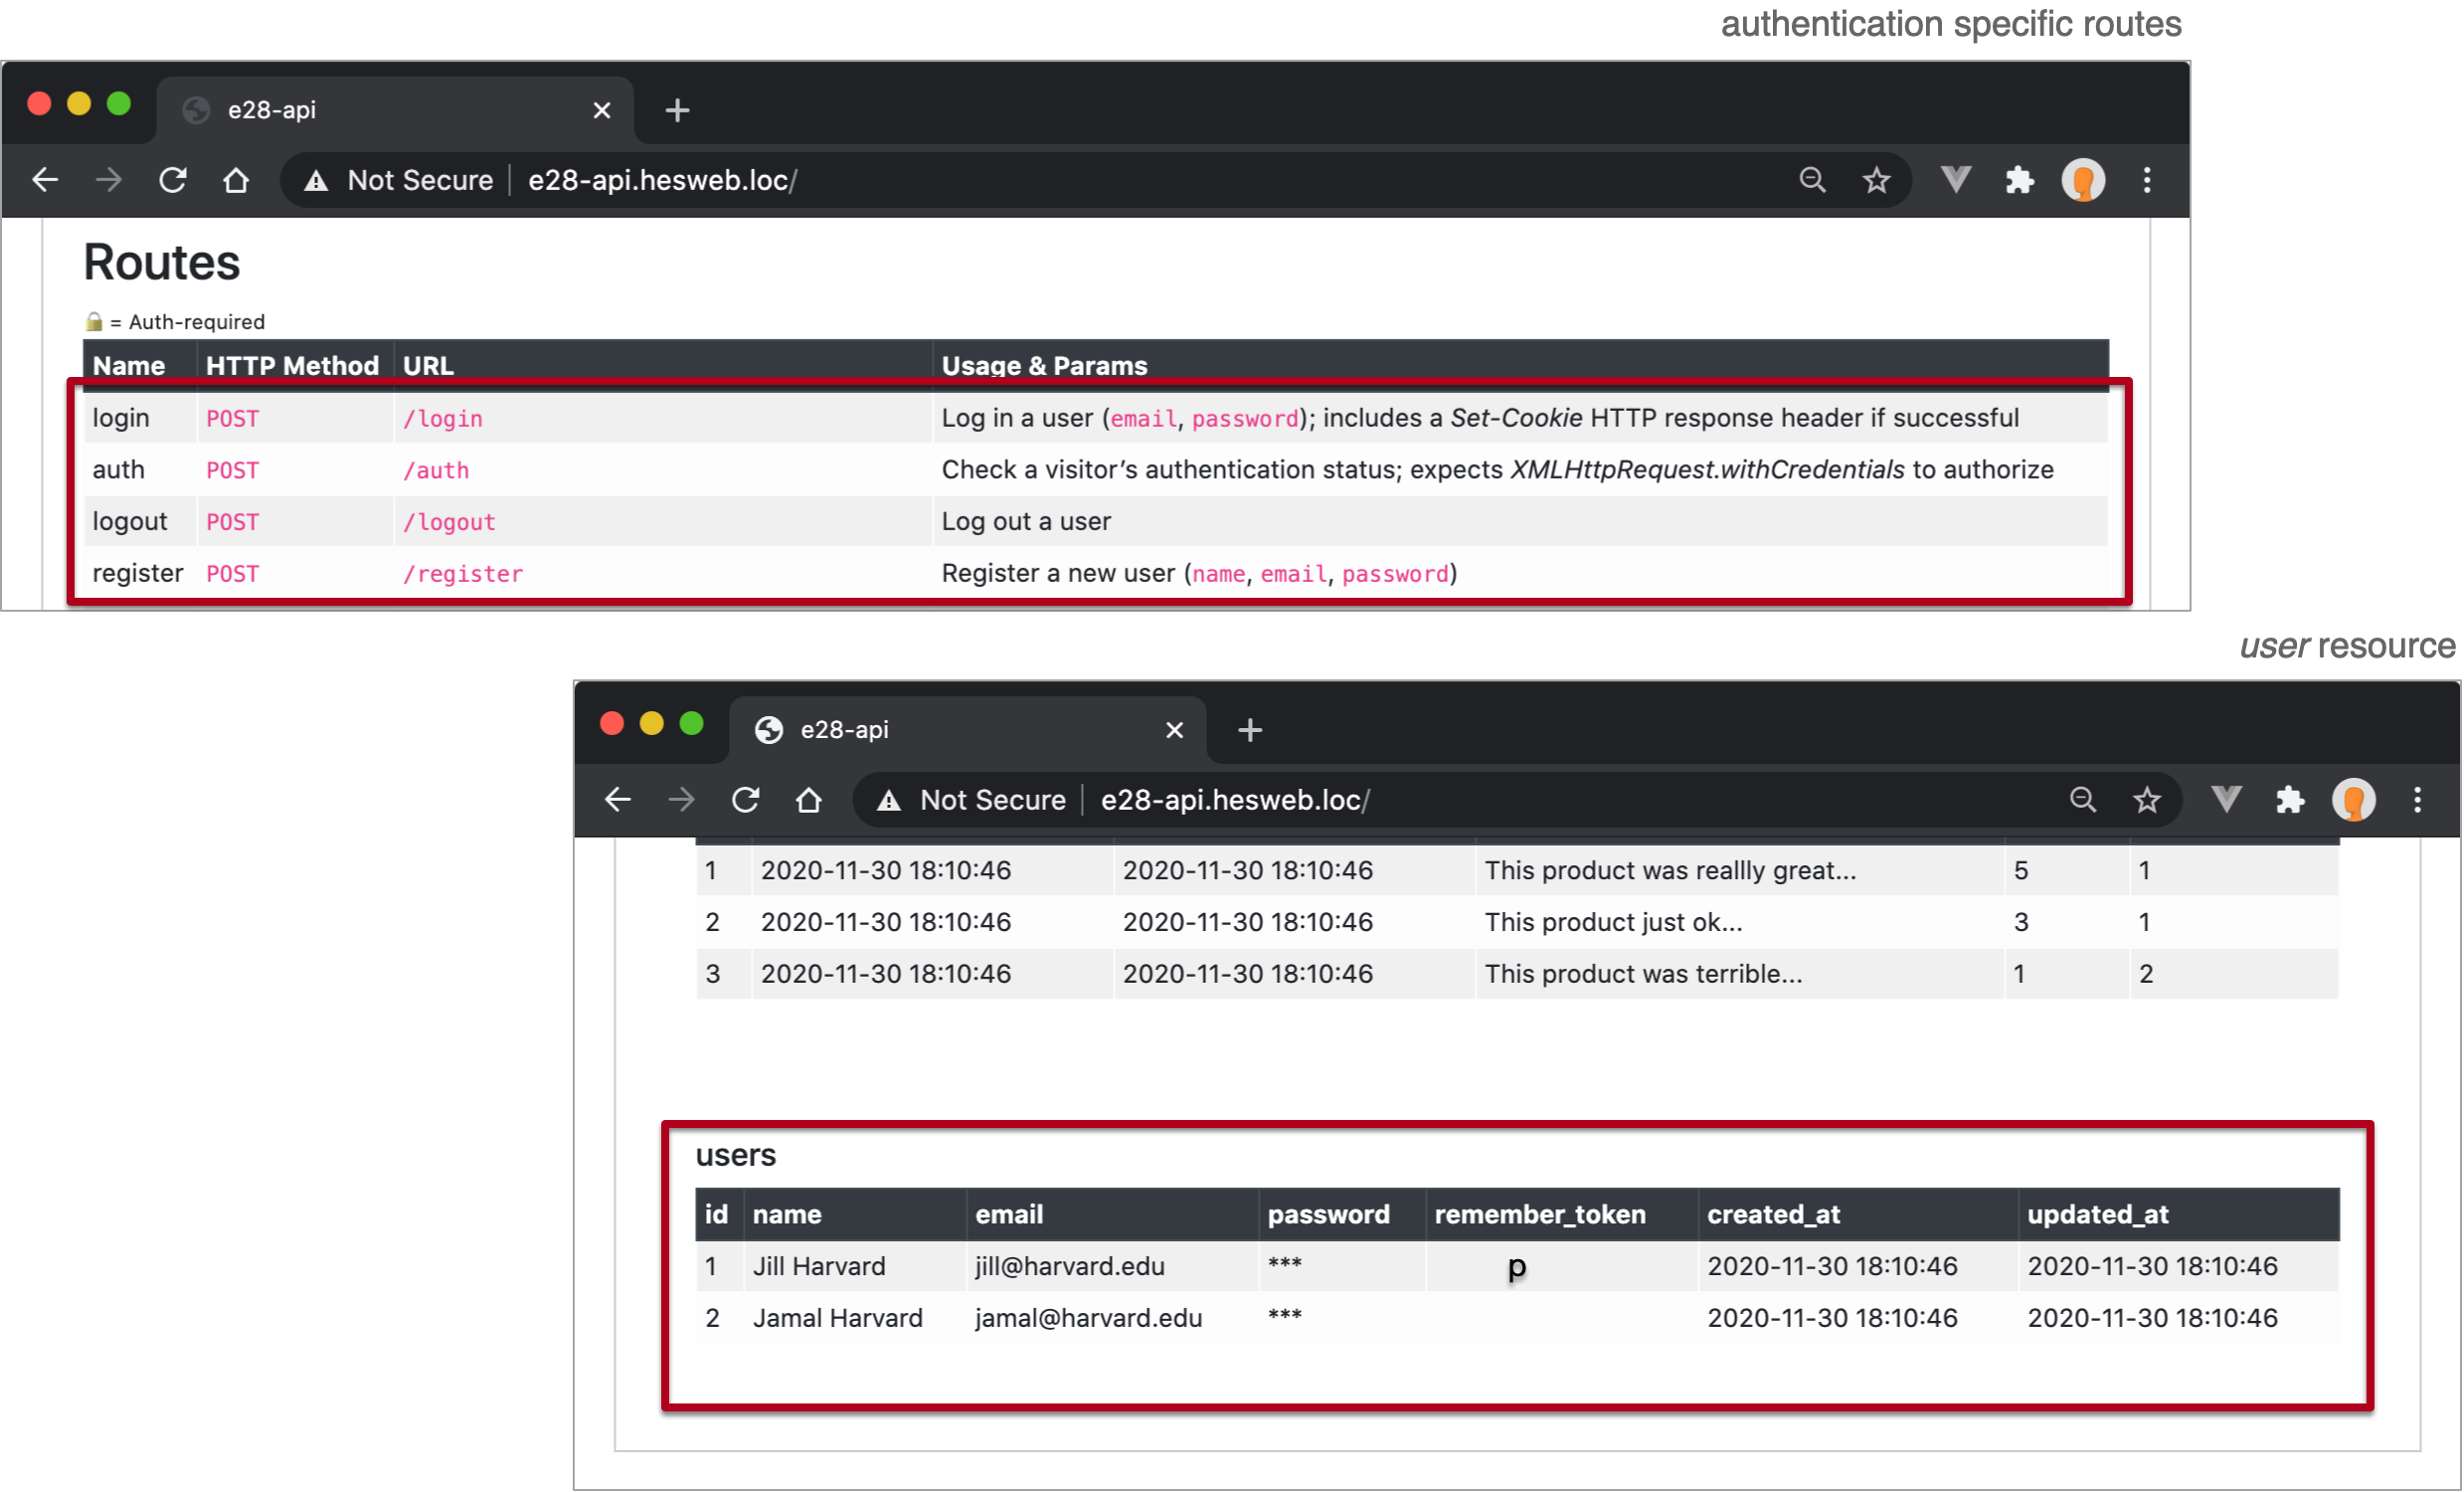 authentication specific routes
e28-api
Not Secure | e28-api.hesweb.loc/
Routes
🔒 = Auth-required
Name HTTP Method URL Usage & Params
login POST /login Log in a user (email, password); includes a Set-Cookie HTTP response header if successful
auth POST /auth Check a visitor’s authentication status; expects XMLHttpRequest.withCredentials to authorize
logout POST /logout Log out a user
register POST /register Register a new user (name, email, password)
user resource
e28-api
Not Secure | e28-api.hesweb.loc/
1 2020-11-30 18:10:46 2020-11-30 18:10:46 This product was reallly great... 5 1
2 2020-11-30 18:10:46 2020-11-30 18:10:46 This product just ok... 3 1
3 2020-11-30 18:10:46 2020-11-30 18:10:46 This product was terrible... 1 2
users
id name email password remember_token created_at updated_at
1 Jill Harvard jill@harvard.edu *** p 2020-11-30 18:10:46 2020-11-30 18:10:46
2 Jamal Harvard jamal@harvard.edu *** 2020-11-30 18:10:46 2020-11-30 18:10:46